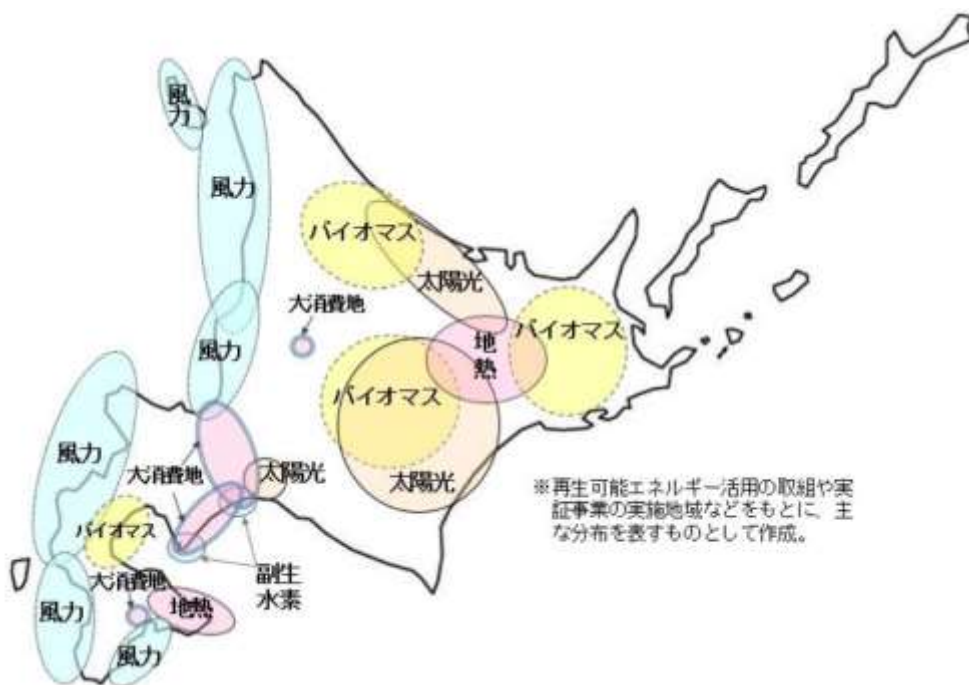 風
力
風力
バイオマス
太陽光
大消費地
風力
地
熱
バイオマス
バイオマス
風力
大消費地
太陽光
太陽光
※再生可能エネルギー活用の取組や実
証事業の実施地域などをもとに、主
な分布を表すものとして作成。
バイオマス
大消費地
副生
水素
風力
地熱
風力